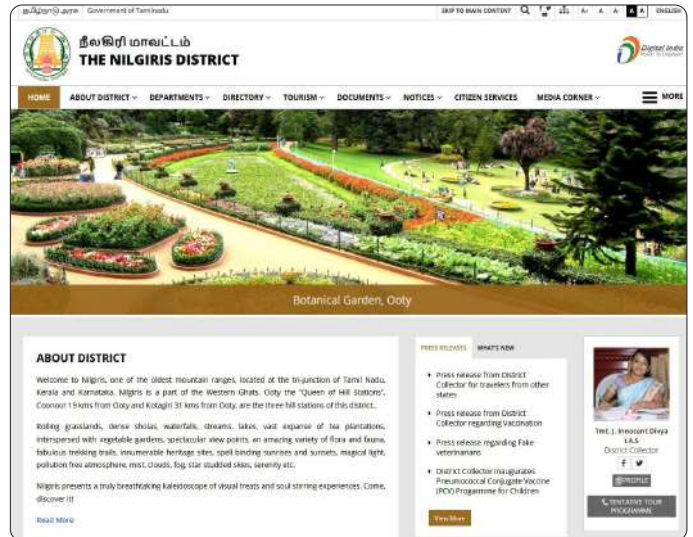 தமிழ்நாடு அரசு Government of Tamilnadu
SKIP TO MAIN CONTENT A+ A A- A A ENGLISH
நீலகிரி மாவட்டம்
THE NILGIRIS DISTRICT
Digital India
Power To Empower
HOME ABOUT DISTRICT DEPARTMENTS DIRECTORY TOURISM DOCUMENTS NOTICES CITIZEN SERVICES MEDIA CORNER MORE
Botanical Garden, Ooty
ABOUT DISTRICT
Welcome to Nilgiris, one of the oldest mountain ranges, located at the tri-junction of Tamil Nadu,
Kerala and Karnataka. Nilgiris is a part of the Western Ghats. Ooty the "Queen of Hill Stations",
Coonoor 19 kms from Ooty and Kotagiri 31 kms from Ooty, are the three hill stations of this district..
Rolling grasslands, dense sholas, waterfalls, streams, lakes, vast expanse of tea plantations,
interspersed with vegetable gardens, spectacular view points, an amazing variety of flora and fauna,
fabulous trekking trails, innumerable heritage sites, spell binding sunrises and sunsets, magical light,
pollution free atmosphere, mist, clouds, fog, star studded skies, serenity etc.
Nilgiris presents a truly breathtaking kaleidoscope of visual treats and soul stirring experiences. Come,
discover it!
Read More
PRESS RELEASES WHAT'S NEW
Press release from District
Collector for travelers from other
states
Press release from District
Collector regarding Vaccination
Press release regarding Fake
veterinarians
District Collector inaugurates
Pneumococcal Conjugate Vaccine
(PCV) Programme for Children
View More
Tmt. J. Innocent Divya
I.A.S
District Collector
PROFILE
TENTATIVE TOUR
PROGRAMME